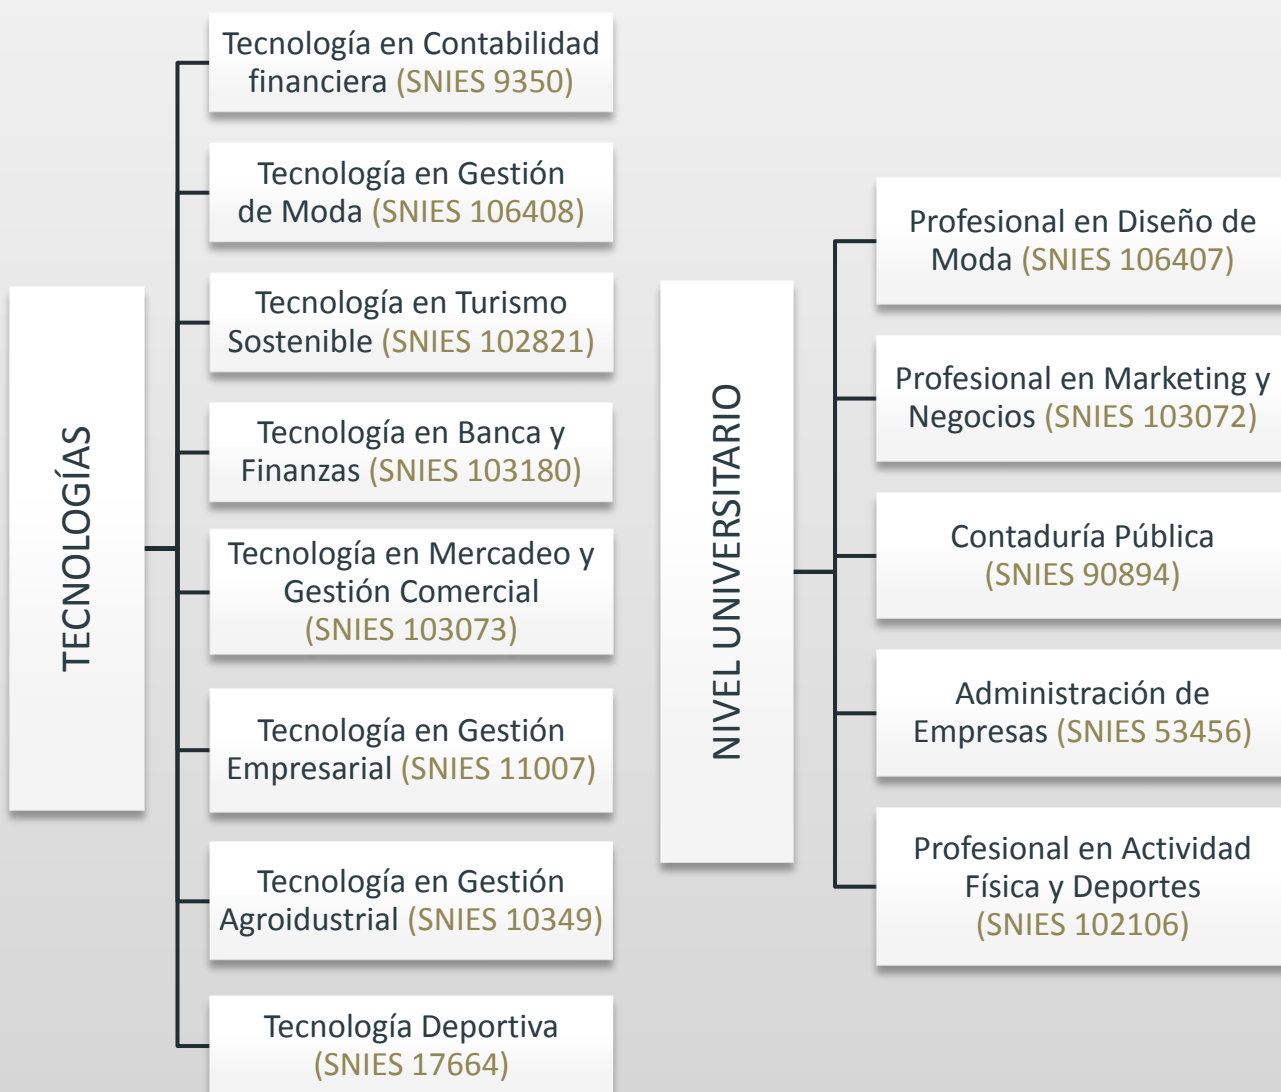 TECNOLOGÍAS
Tecnología en Contabilidad
financiera (SNIES 9350)
Tecnología en Gestión
de Moda (SNIES 106408)
Tecnología en Turismo
Sostenible (SNIES 102821)
Tecnología en Banca y
Finanzas (SNIES 103180)
Tecnología en Mercadeo y
Gestión Comercial
(SNIES 103073)
Tecnología en Gestión
Empresarial (SNIES 11007)
Tecnología en Gestión
Agroidustrial (SNIES 10349)
Tecnología Deportiva
(SNIES 17664)
NIVEL UNIVERSITARIO
Profesional en Diseño de
Moda (SNIES 106407)
Profesional en Marketing y
Negocios (SNIES 103072)
Contaduría Pública
(SNIES 90894)
Administración de
Empresas (SNIES 53456)
Profesional en Actividad
Física y Deportes
(SNIES 102106)